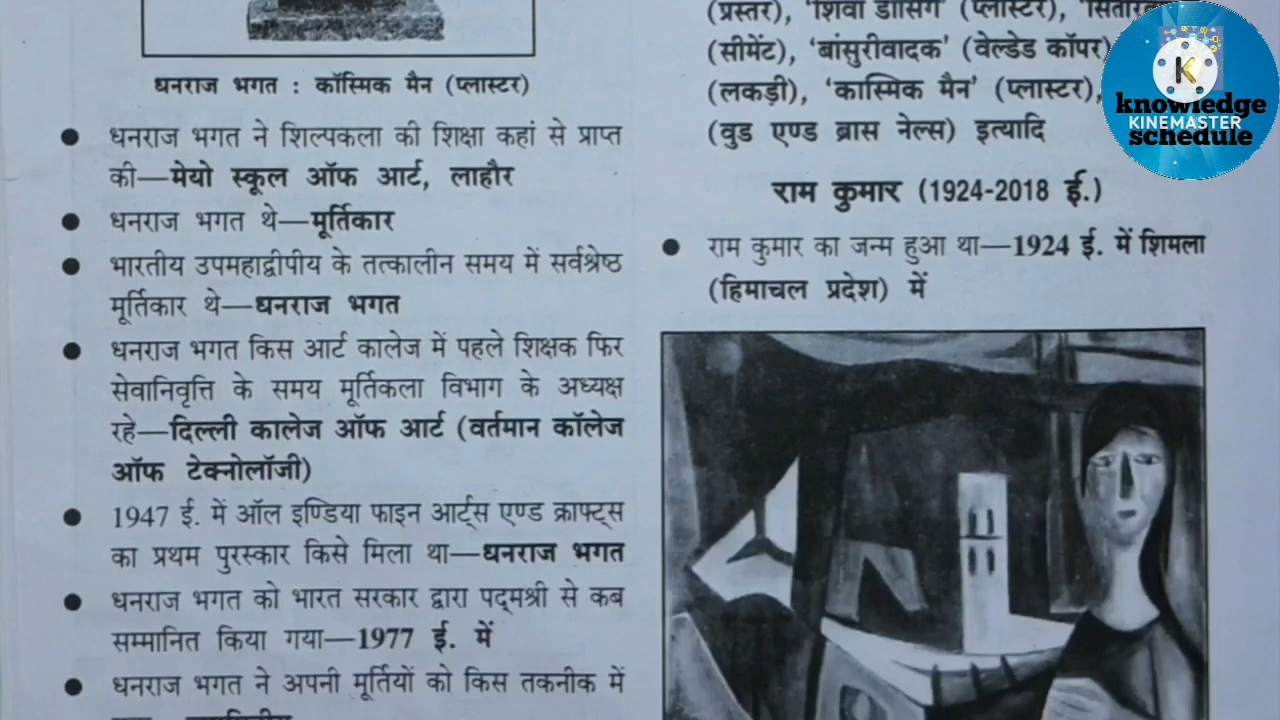 धनराज भगत : कॉस्मिक मैन (प्लास्टर)
● धनराज भगत ने शिल्पकला की शिक्षा कहां से प्राप्त
की—मेयो स्कूल ऑफ आर्ट, लाहौर
● धनराज भगत थे—मूर्तिकार
● भारतीय उपमहाद्वीपीय के तत्कालीन समय में सर्वश्रेष्ठ
मूर्तिकार थे—धनराज भगत
● धनराज भगत किस आर्ट कालेज में पहले शिक्षक फिर
सेवानिवृत्ति के समय मूर्तिकला विभाग के अध्यक्ष
रहे—दिल्ली कालेज ऑफ आर्ट (वर्तमान कॉलेज
ऑफ टेक्नोलॉजी)
● 1947 ई. में ऑल इण्डिया फाइन आर्ट्स एण्ड क्राफ्ट्स
का प्रथम पुरस्कार किसे मिला था—धनराज भगत
● धनराज भगत को भारत सरकार द्वारा पद्मश्री से कब
सम्मानित किया गया—1977 ई. में
● धनराज भगत ने अपनी मूर्तियों को किस तकनीक में
(प्रस्तर), 'शिवा डांसिंग' (प्लास्टर),
(सीमेंट), 'बांसुरीवादक' (वेल्डेड कॉपर)
(लकड़ी), 'कास्मिक मैन' (प्लास्टर),
(वुड एण्ड ब्रास नेल्स) इत्यादि
राम कुमार (1924-2018 ई.)
● राम कुमार का जन्म हुआ था—1924 ई. में शिमला
(हिमाचल प्रदेश) में
K
knowledge
KINEMASTER
schedule